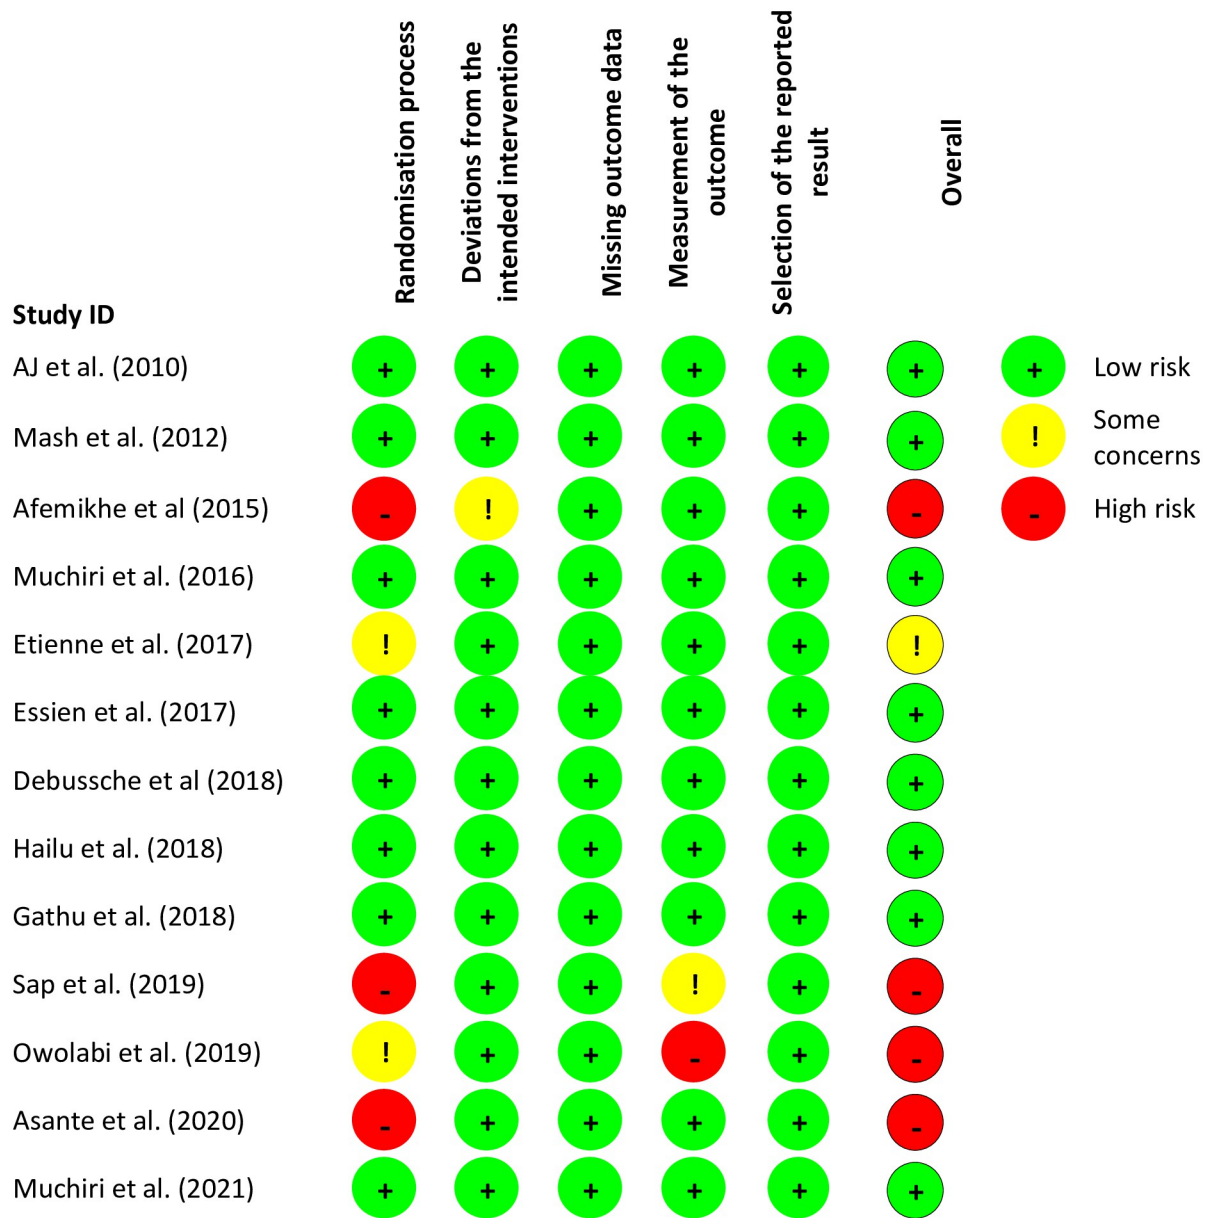 Randomisation process
Deviations from the
intended interventions
Missing outcome data
Measurement of the
outcome
Selection of the reported
result
Overall
Study ID
AJ et al. (2010) + + + + + + + Low risk
Mash et al. (2012) + + + + + + ! Some
concerns
Afemikhe et al (2015) - ! + + + - - High risk
Muchiri et al. (2016) + + + + + +
Etienne et al. (2017) ! + + + + !
Essien et al. (2017) + + + + + +
Debussche et al (2018) + + + + + +
Hailu et al. (2018) + + + + + +
Gathu et al. (2018) + + + + + +
Sap et al. (2019) - + + ! + -
Owolabi et al. (2019) ! + + - + -
Asante et al. (2020) - + + + + -
Muchiri et al. (2021) + + + + + +